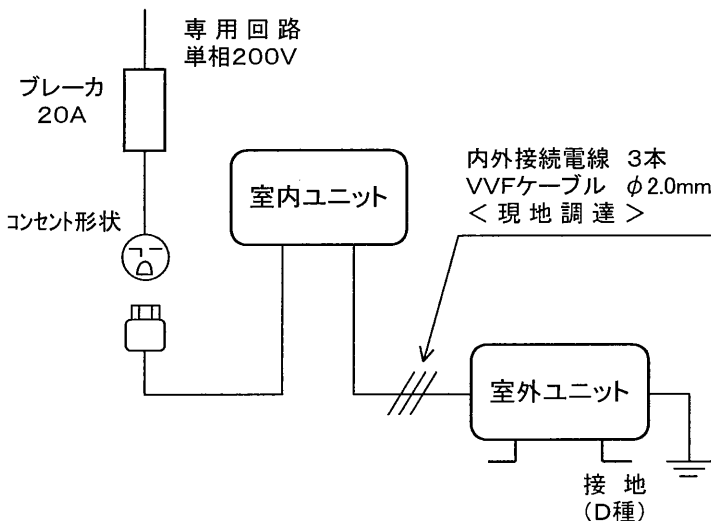 専用回路
単相200V
ブレーカ
20A
コンセント形状
室内ユニット
内外接続電線 3本
VVFケーブル φ2.0mm
<現地調達>
室外ユニット
接地
(D種)